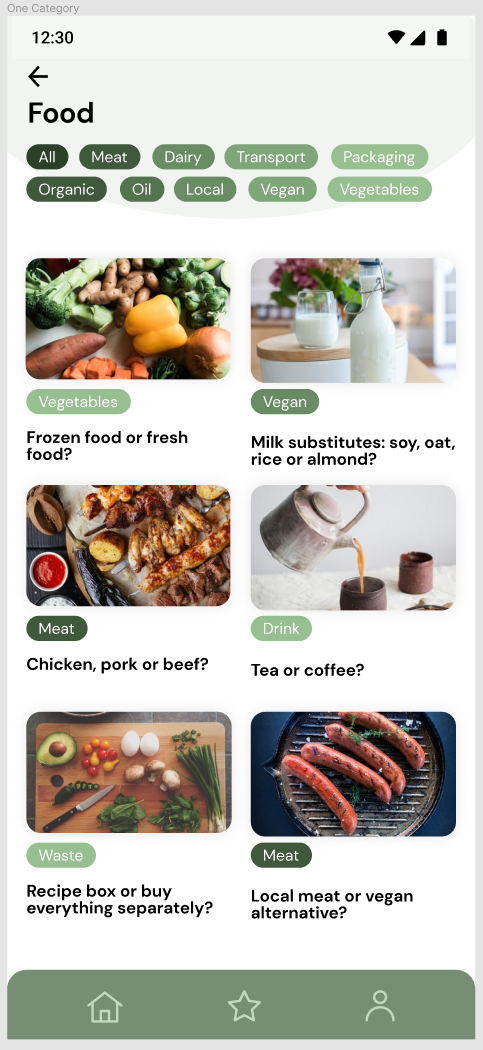 One Category
12:30
Food
All Meat Dairy Transport Packaging
Organic Oil Local Vegan Vegetables
Vegetables
Frozen food or fresh
food?
Vegan
Milk substitutes: soy, oat,
rice or almond?
Meat
Chicken, pork or beef?
Drink
Tea or coffee?
Waste
Recipe box or buy
everything separately?
Meat
Local meat or vegan
alternative?